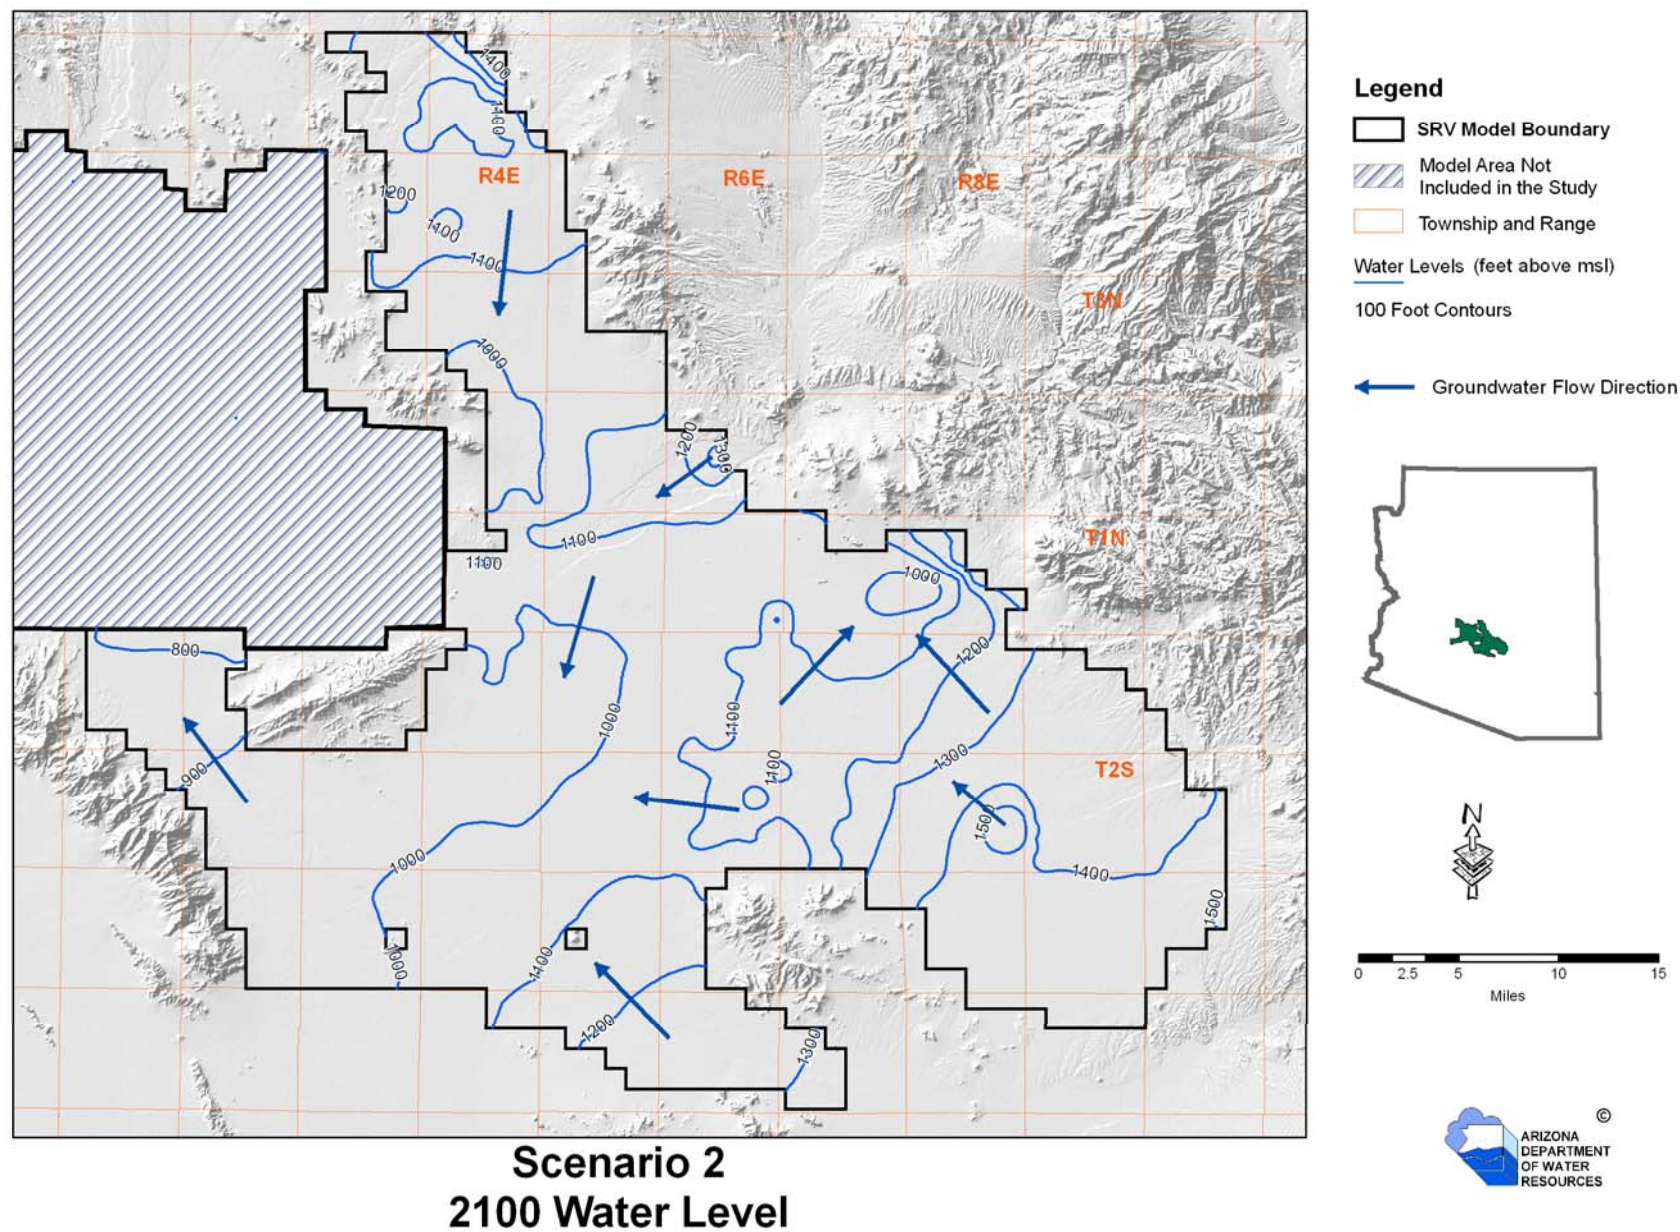 1400
1100
R4E
R6E
R8E
1200
1100
1100
T3N
1000
1200
1300
1100
T1N
1100
1000
800
1200
1000
1100
1300
900
1100
T2S
1500
1000
1400
1500
1000
1100
1200
1300
Legend
SRV Model Boundary
Model Area Not
Included in the Study
Township and Range
Water Levels (feet above msl)
100 Foot Contours
Groundwater Flow Direction
N
0 2.5 5 10 15
Miles
©
ARIZONA
DEPARTMENT
OF WATER
RESOURCES
Scenario 2
2100 Water Level